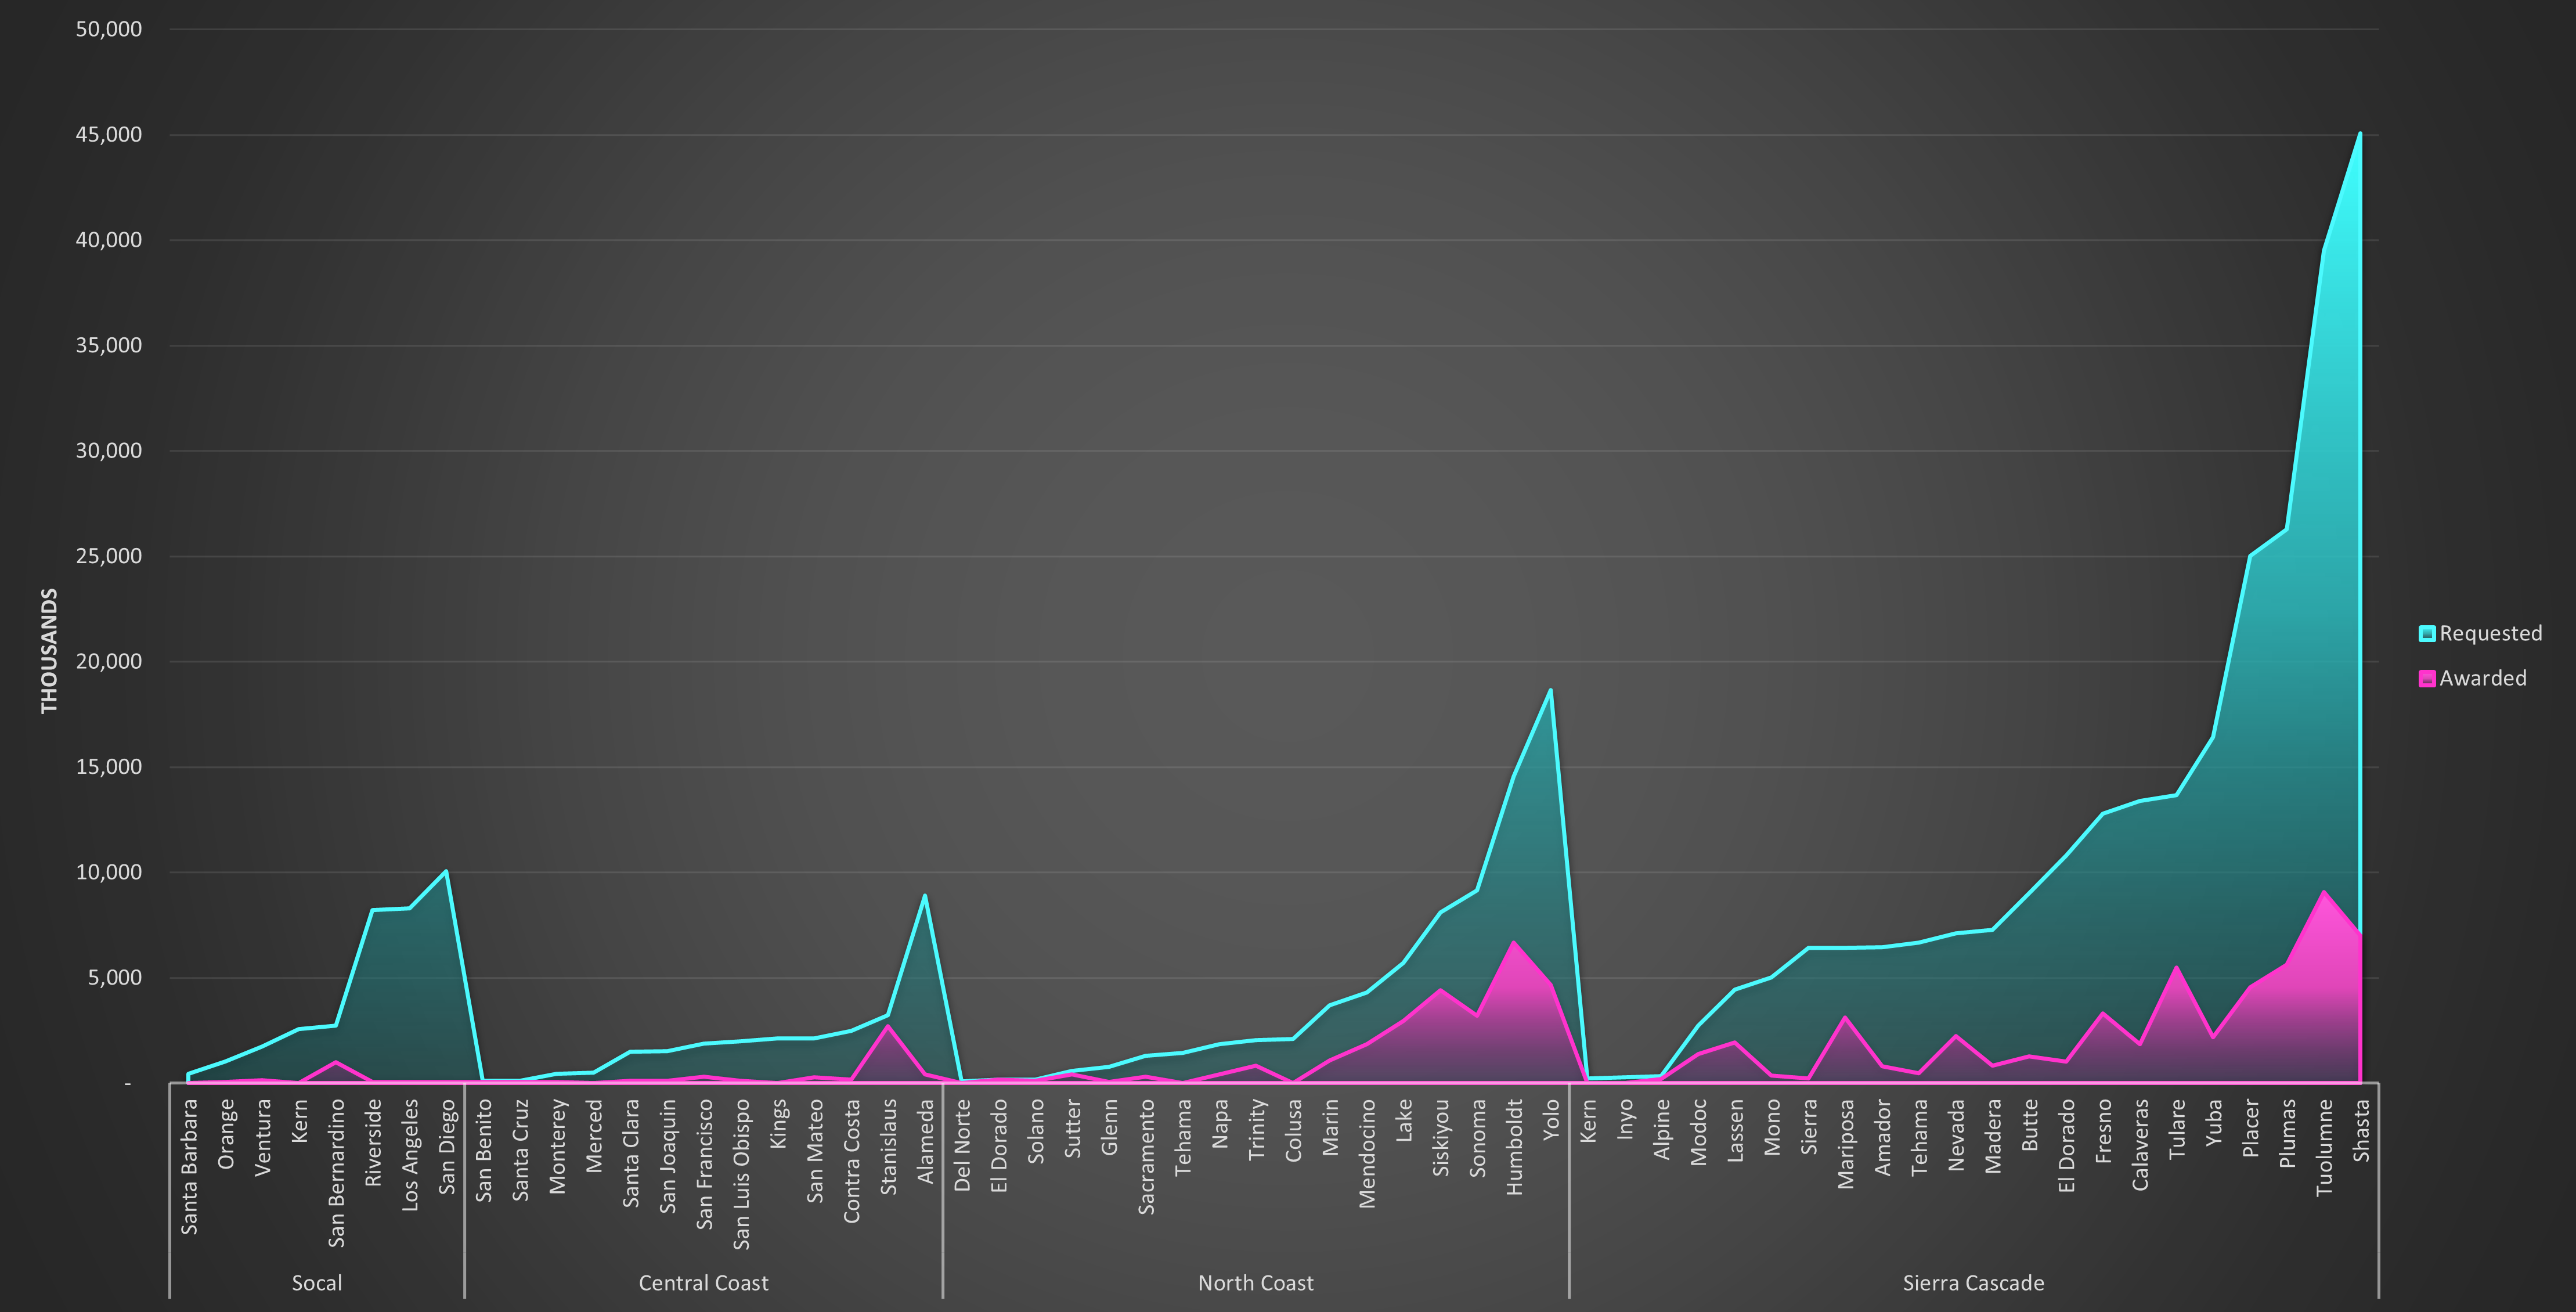 50,000
45,000
40,000
35,000
30,000
25,000
20,000
15,000
10,000
5,000
-
THOUSANDS
Requested
Awarded
Santa Barbara
Orange
Ventura
Kern
San Bernardino
Riverside
Los Angeles
San Diego
San Benito
Santa Cruz
Monterey
Merced
Santa Clara
San Joaquin
San Francisco
San Luis Obispo
Kings
San Mateo
Contra Costa
Stanislaus
Alameda
Del Norte
El Dorado
Solano
Sutter
Glenn
Sacramento
Tehama
Napa
Trinity
Colusa
Marin
Mendocino
Lake
Siskiyou
Sonoma
Humboldt
Yolo
Kern
Inyo
Alpine
Modoc
Lassen
Mono
Sierra
Mariposa
Amador
Tehama
Nevada
Madera
Butte
El Dorado
Fresno
Calaveras
Tulare
Yuba
Placer
Plumas
Tuolumne
Shasta
Socal
Central Coast
North Coast
Sierra Cascade